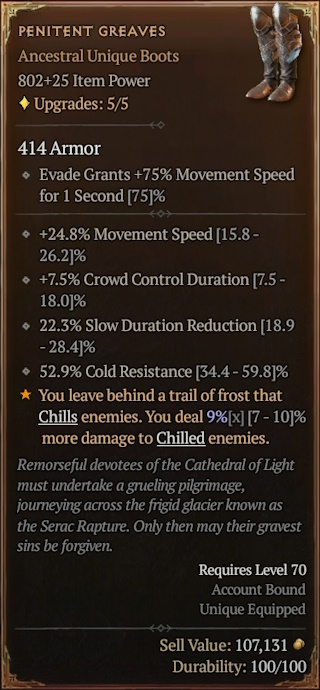 PENITENT GREAVES
Ancestral Unique Boots
802+25 Item Power
Upgrades: 5/5
414 Armor
Evade Grants +75% Movement Speed
for 1 Second [75]%
+24.8% Movement Speed [15.8 -
26.2]%
+7.5% Crowd Control Duration [7.5 -
18.0]%
22.3% Slow Duration Reduction [18.9
- 28.4]%
52.9% Cold Resistance [34.4 - 59.8]%
You leave behind a trail of frost that
Chills enemies. You deal 9%[x] [7 - 10]%
more damage to Chilled enemies.
Remorseful devotees of the Cathedral of Light
must undertake a grueling pilgrimage,
journeying across the frigid glacier known as
the Serac Rapture. Only then may their gravest
sins be forgiven.
Requires Level 70
Account Bound
Unique Equipped
Sell Value: 107,131
Durability: 100/100